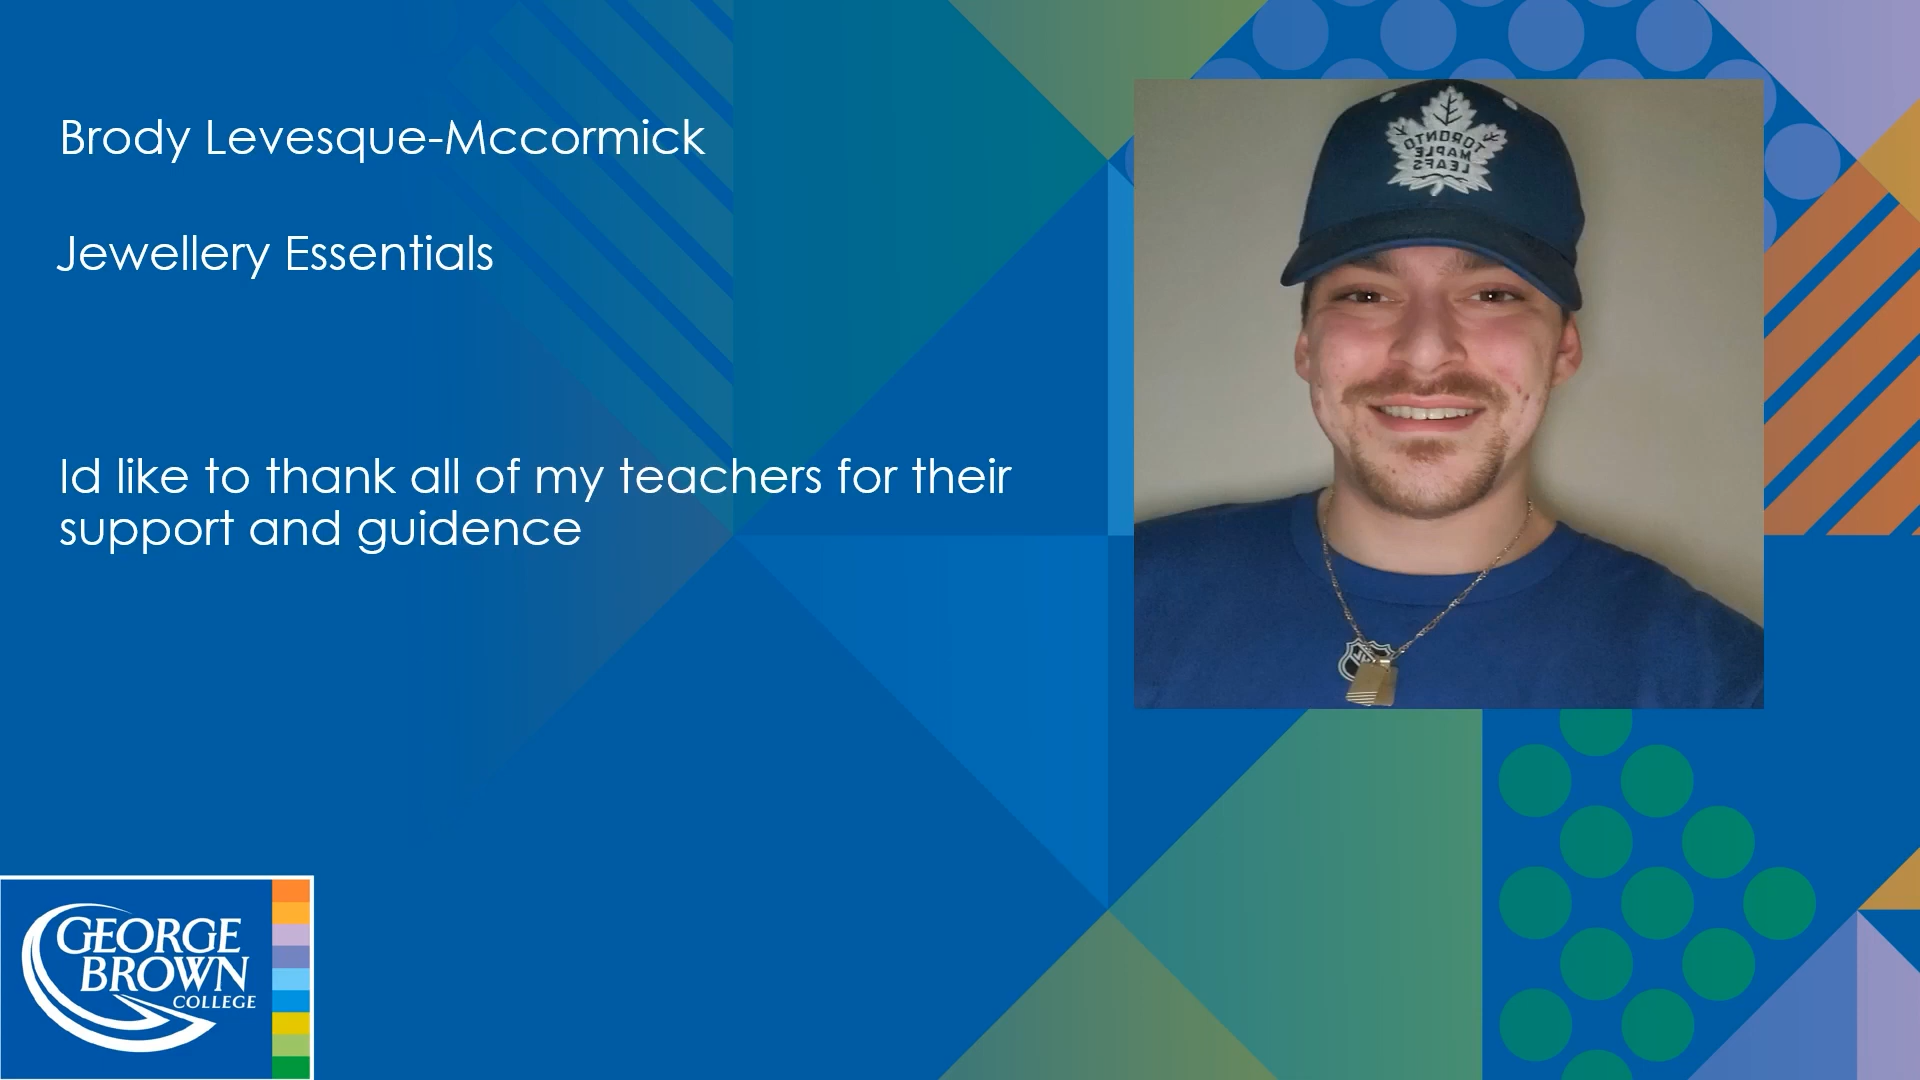 Brody Levesque-Mccormick
Jewellery Essentials
Id like to thank all of my teachers for their
support and guidence
TORONTO
MAPLE
LEAFS
GEORGE
BROWN
COLLEGE